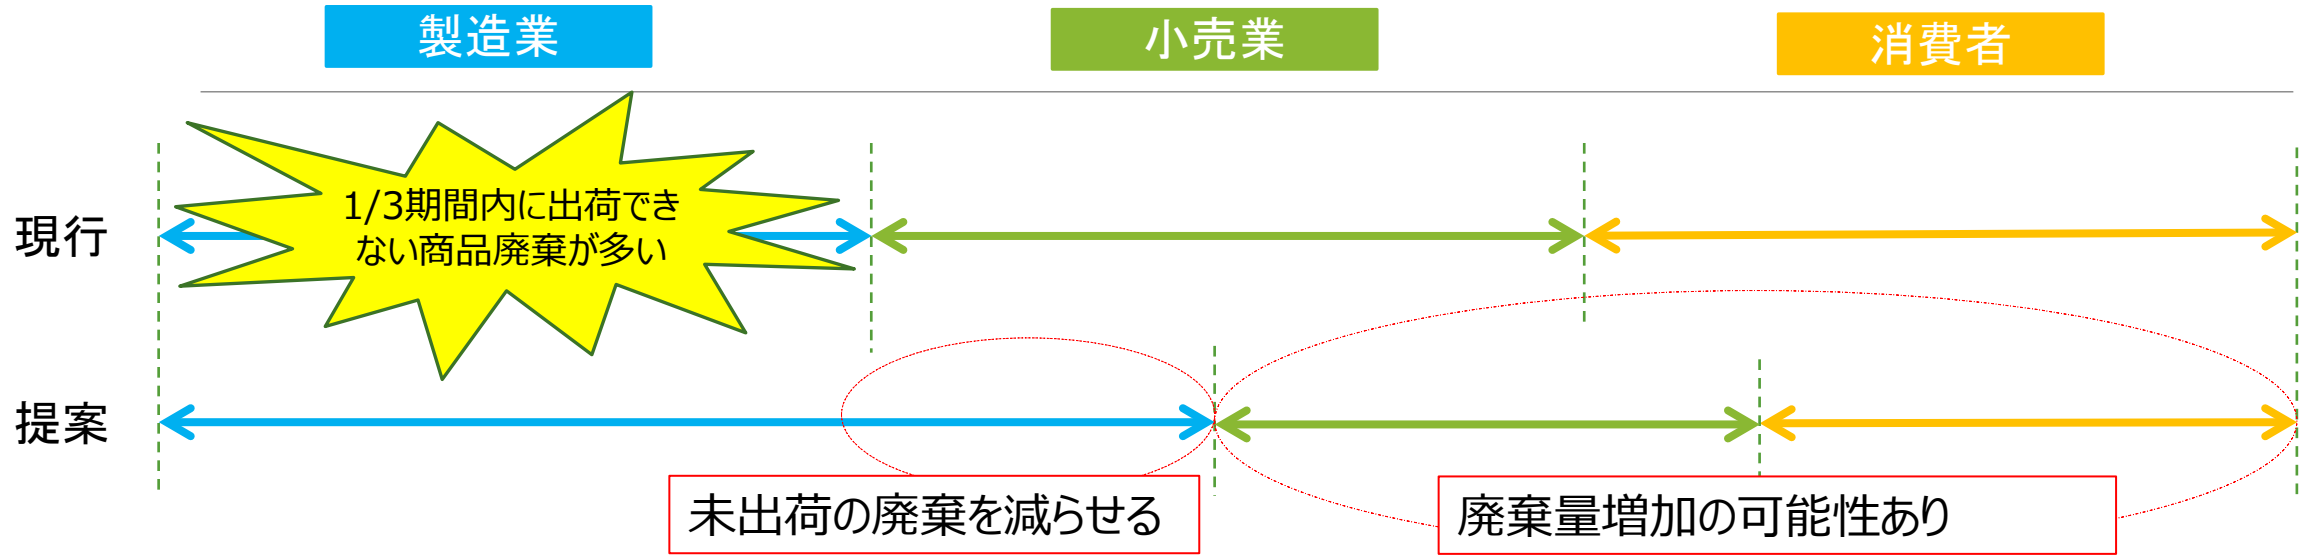 製造業
小売業
消費者
現行
1/3期間内に出荷でき
ない商品廃棄が多い
提案
未出荷の廃棄を減らせる
廃棄量増加の可能性あり